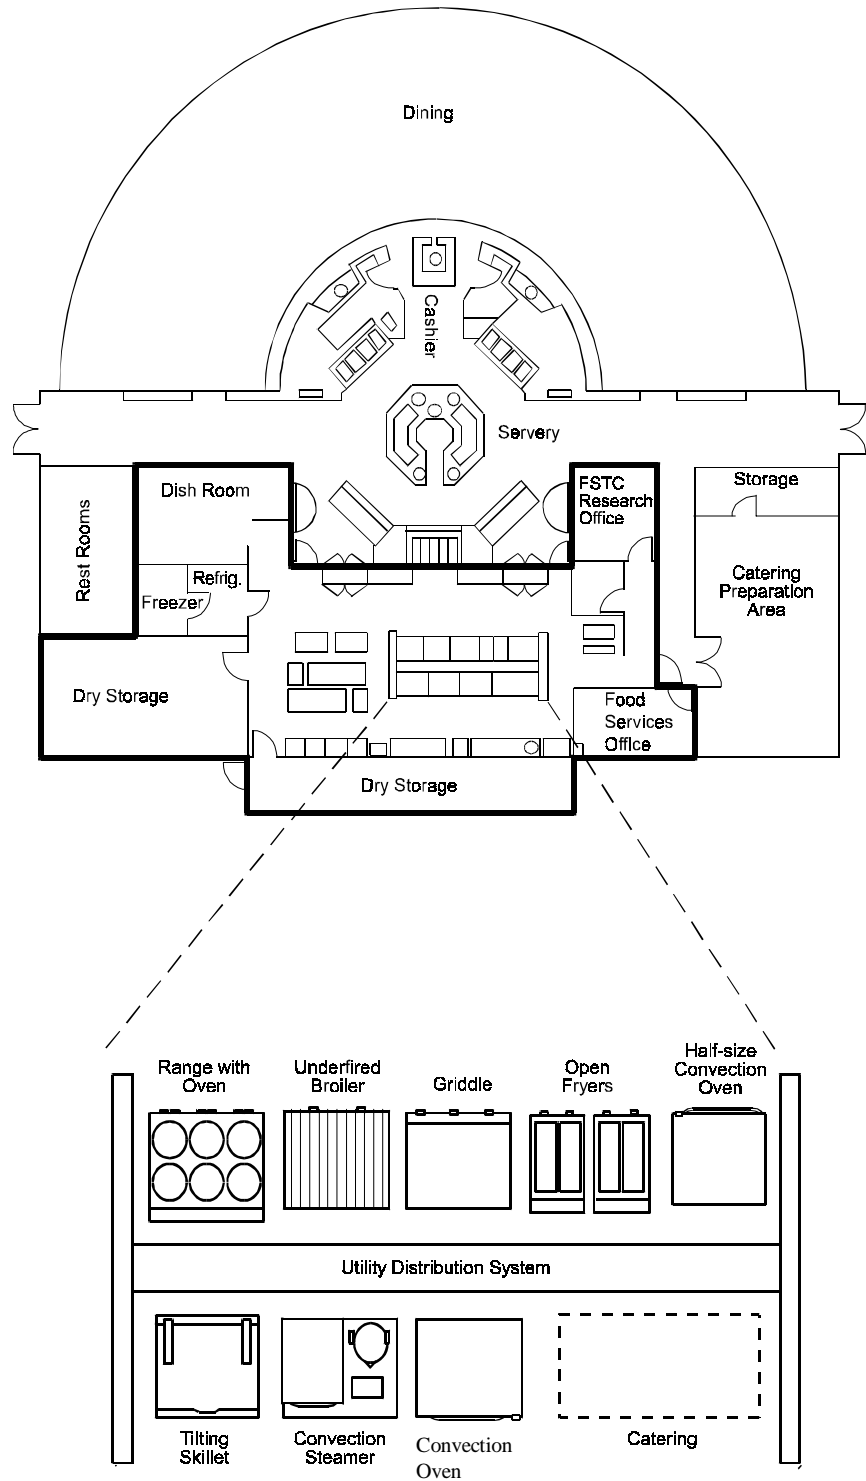 Dining
Cashier
Servery
Dish Room
FSTC
Research
Office
Storage
Rest Rooms
Refrig.
Freezer
Catering
Preparation
Area
Dry Storage
Food
Services
Office
Dry Storage
Range with
Oven
Underfired
Broiler
Griddle
Open
Fryers
Half-size
Convection
Oven
Utility Distribution System
Tilting
Skillet
Convection
Steamer
Convection
Oven
Catering